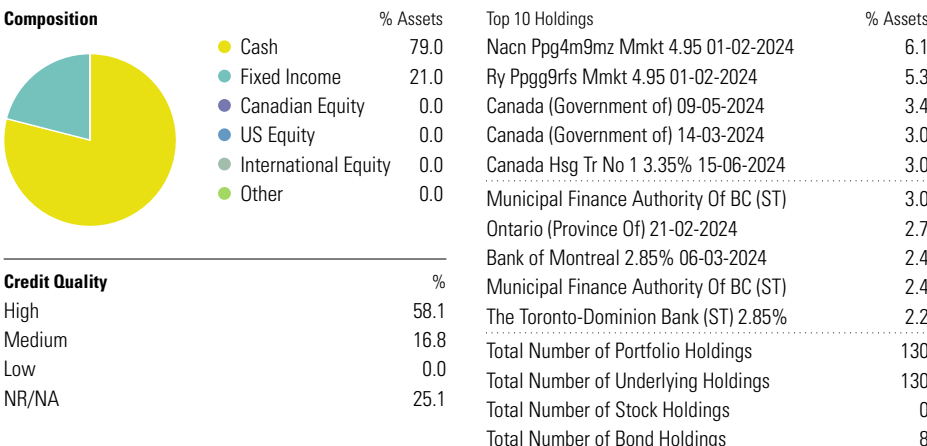 Composition % Assets
Cash 79.0
Fixed Income 21.0
Canadian Equity 0.0
US Equity 0.0
International Equity 0.0
Other 0.0
Credit Quality %
High 58.1
Medium 16.8
Low 0.0
NR/NA 25.1
Top 10 Holdings % Assets
Nacn Ppg4m9mz Mmkt 4.95 01-02-2024 6.1
Ry Ppgg9rfs Mmkt 4.95 01-02-2024 5.3
Canada (Government of) 09-05-2024 3.4
Canada (Government of) 14-03-2024 3.0
Canada Hsg Tr No 1 3.35% 15-06-2024 3.0
Municipal Finance Authority Of BC (ST) 3.0
Ontario (Province Of) 21-02-2024 2.7
Bank of Montreal 2.85% 06-03-2024 2.4
Municipal Finance Authority Of BC (ST) 2.4
The Toronto-Dominion Bank (ST) 2.85% 2.2
Total Number of Portfolio Holdings 130
Total Number of Underlying Holdings 130
Total Number of Stock Holdings 0
Total Number of Bond Holdings 8